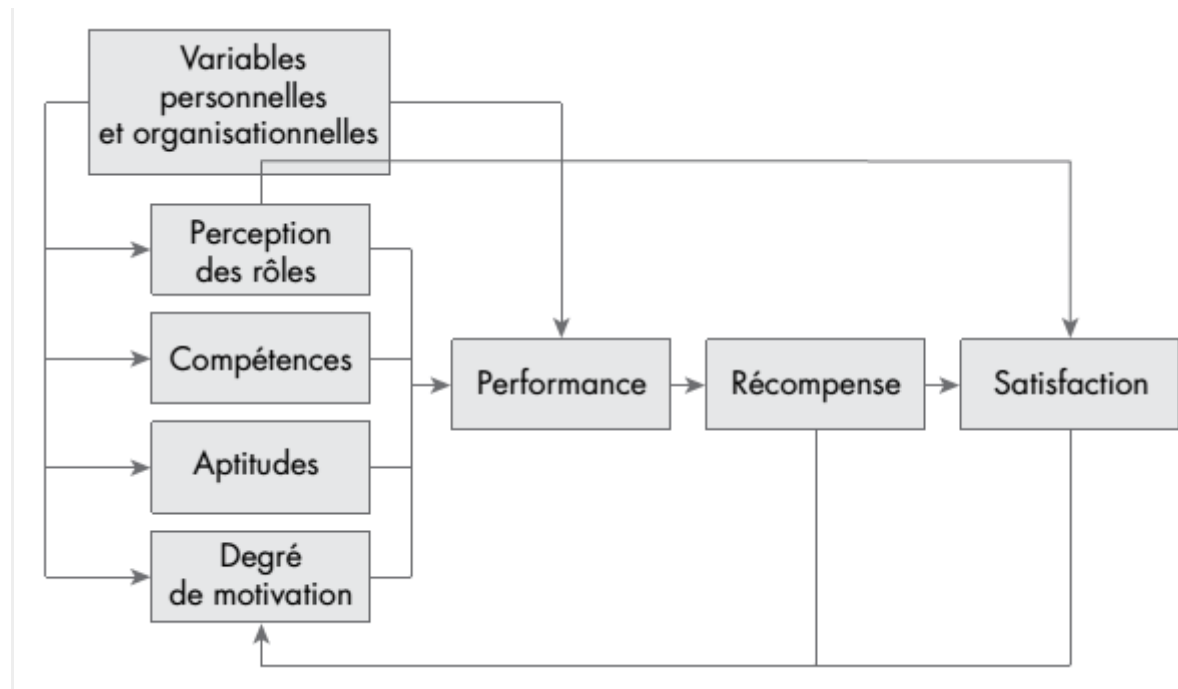 Variables
personnelles
et organisationnelles
Perception
des rôles
Compétences
Performance
Récompense
Satisfaction
Aptitudes
Degré
de motivation